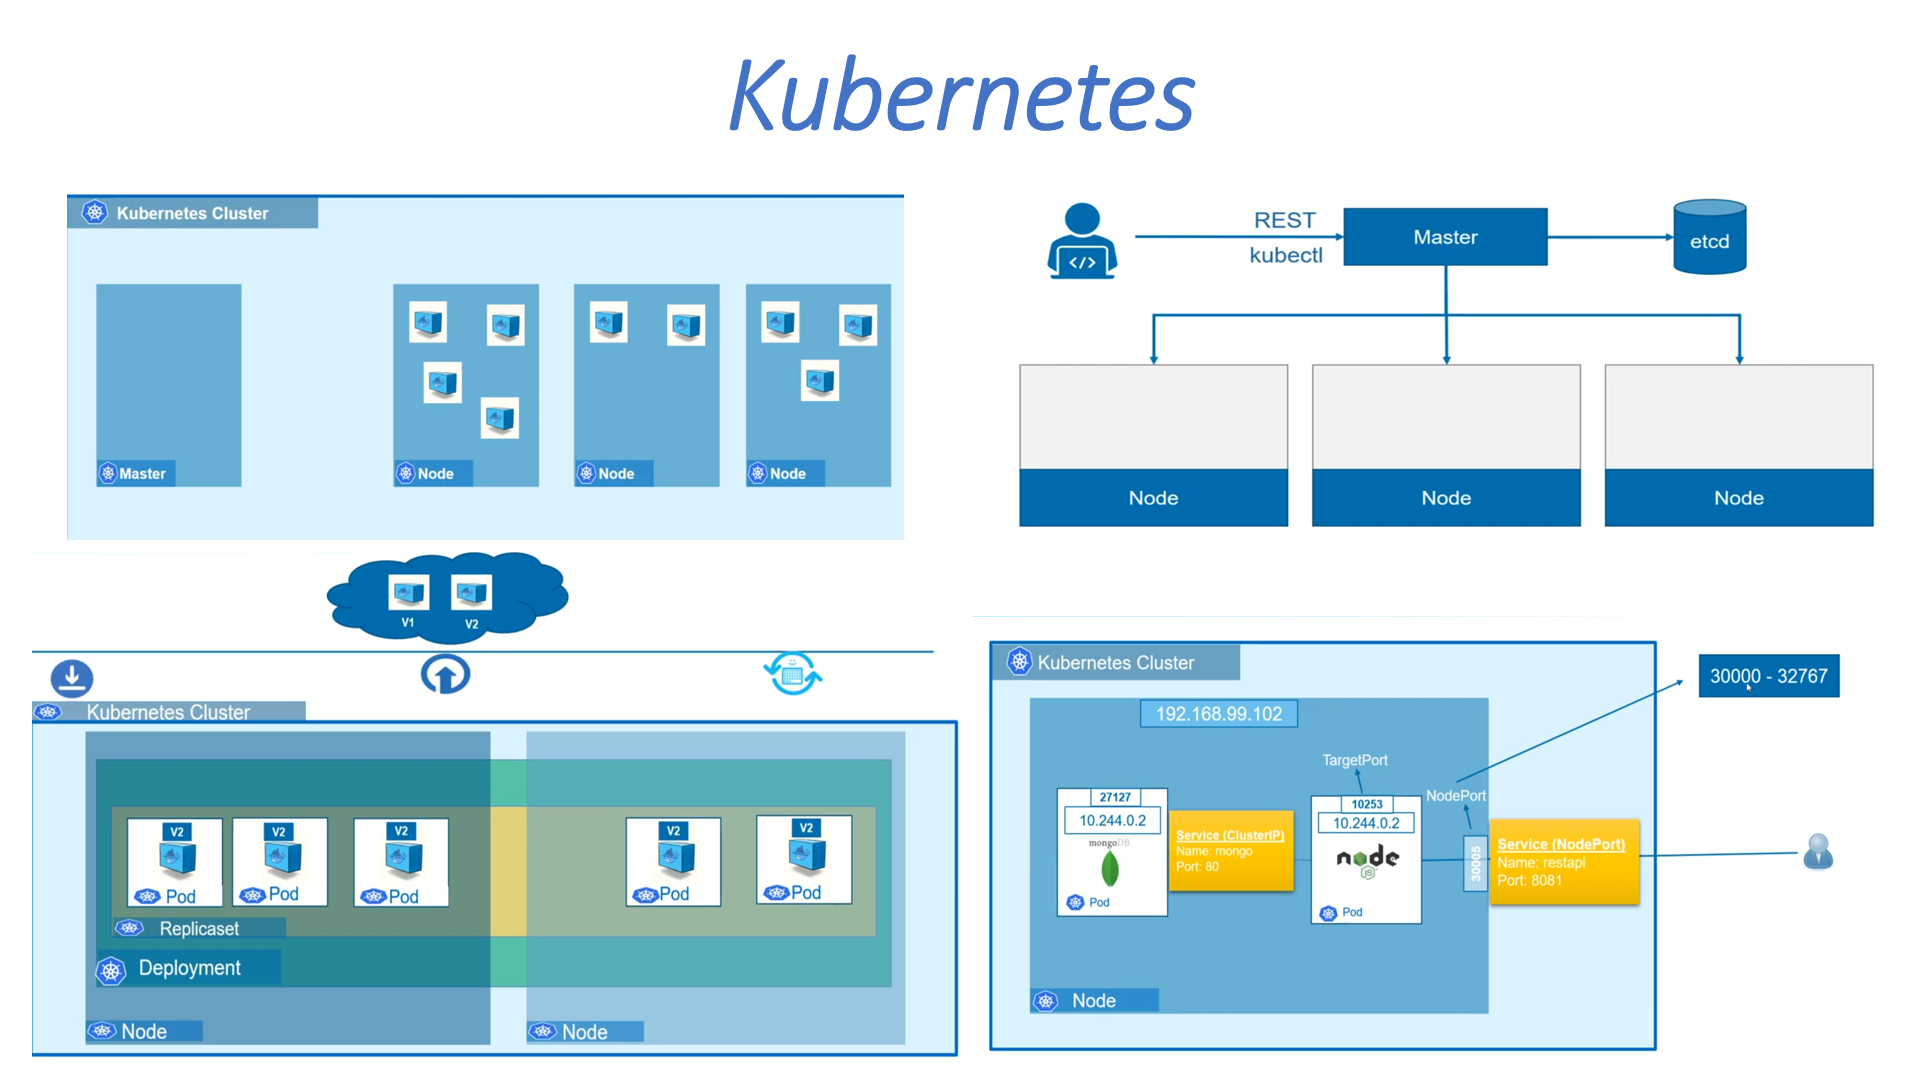 Kubernetes
Kubernetes Cluster
Master
Node
Node
Node
REST
kubectl
Master
etcd
Node
Node
Node
V1
V2
Kubernetes Cluster
V2
Pod
V2
Pod
V2
Pod
V2
Pod
V2
Pod
Replicaset
Deployment
Node
Node
Kubernetes Cluster
30000 - 32767
192.168.99.102
TargetPort
NodePort
27127
10.244.0.2
mongoDB
Pod
Service (ClusterIP)
Name: mongo
Port: 80
10253
10.244.0.2
node
JS
Pod
30005
Service (NodePort)
Name: restapi
Port: 8081
Node